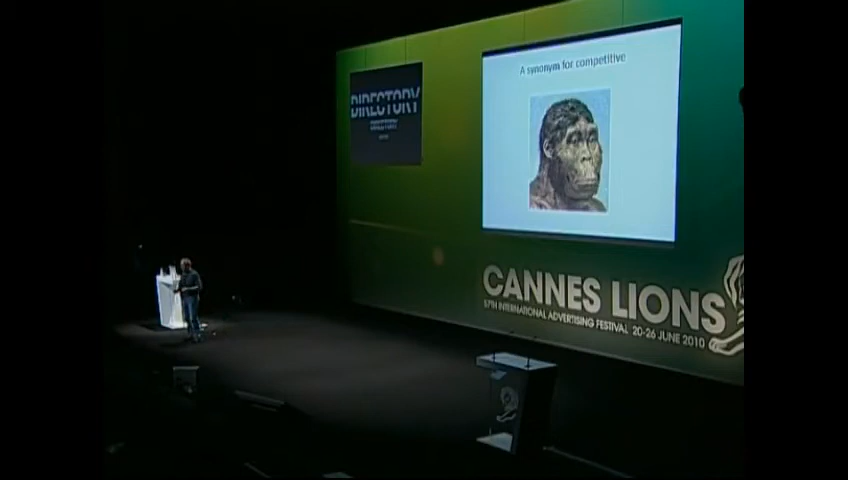 DIRECTORY
A synonym for competitive
CANNES LIONS
57TH INTERNATIONAL ADVERTISING FESTIVAL 20-26 JUNE 2010